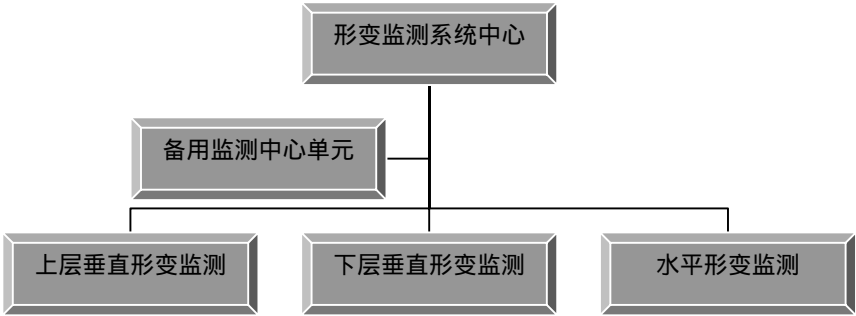 形变监测系统中心
备用监测中心单元
上层垂直形变监测
下层垂直形变监测
水平形变监测